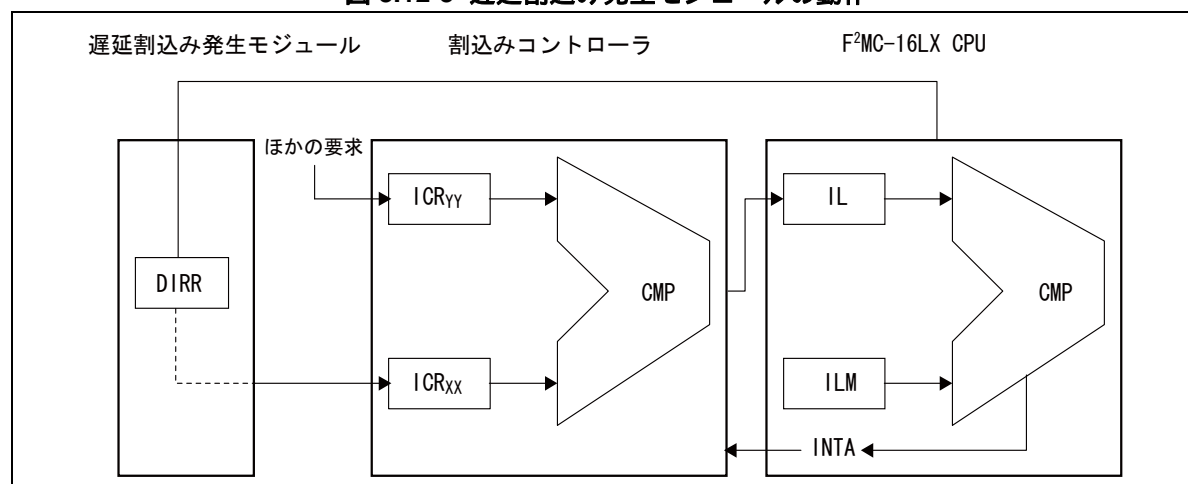 遅延割込み発生モジュール 割込みコントローラ F²MC-16LX CPU
ほかの要求
ICRYY
IL
DIRR
CMP
CMP
ICRXX
ILM
INTA